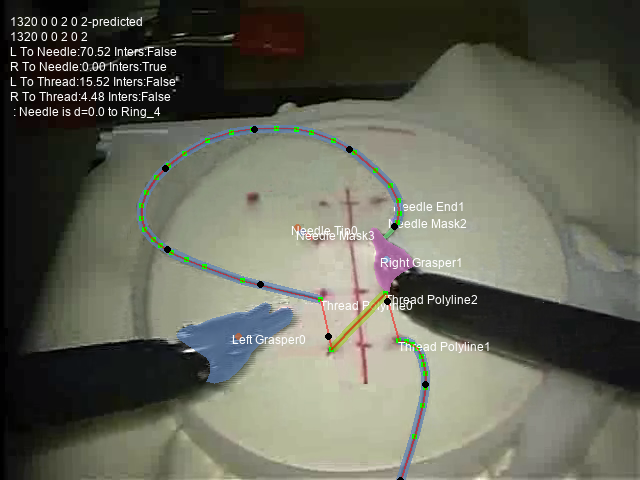 1320 0 0 2 0 2-predicted
1320 0 0 2 0 2
L To Needle:70.52 Inters:False
R To Needle:0.00 Inters:True
L To Thread:15.52 Inters:False
R To Thread:4.48 Inters:False
: Needle is d=0.0 to Ring_4
Needle End1
Needle Mask2
Needle Tip0
Needle Mask3
Right Grasper1
Thread Polyline2
Thread Polyline0
Left Grasper0
Thread Polyline1